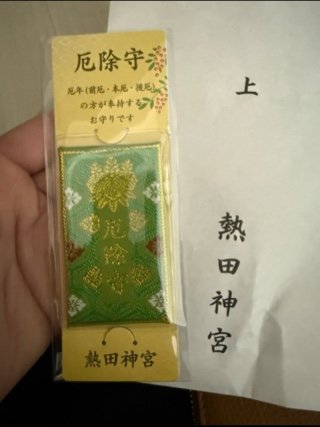 厄除守
厄年(前厄・本厄・後厄)
の方が奉持する
お守りです
厄除守
熱田神宮
上
熱田神宮